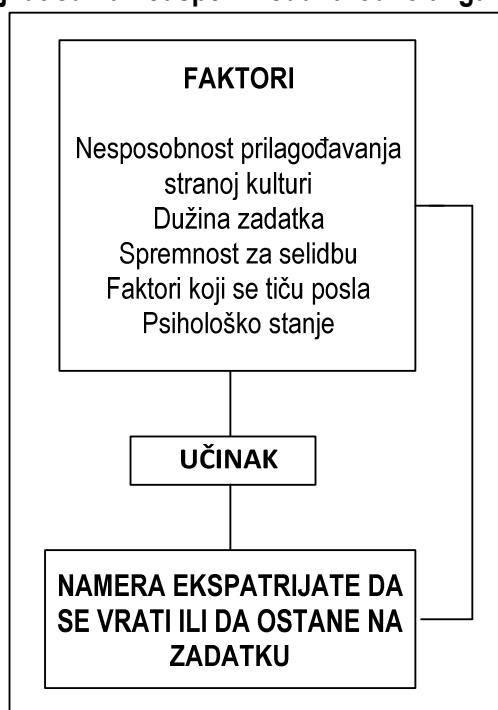 FAKTORI
Nesposobnost prilagođavanja
stranoj kulturi
Dužina zadatka
Spremnost za selidbu
Faktori koji se tiču posla
Psihološko stanje
UČINAK
NAMERA EKSPATRIJATE DA
SE VRATI ILI DA OSTANE NA
ZADATKU